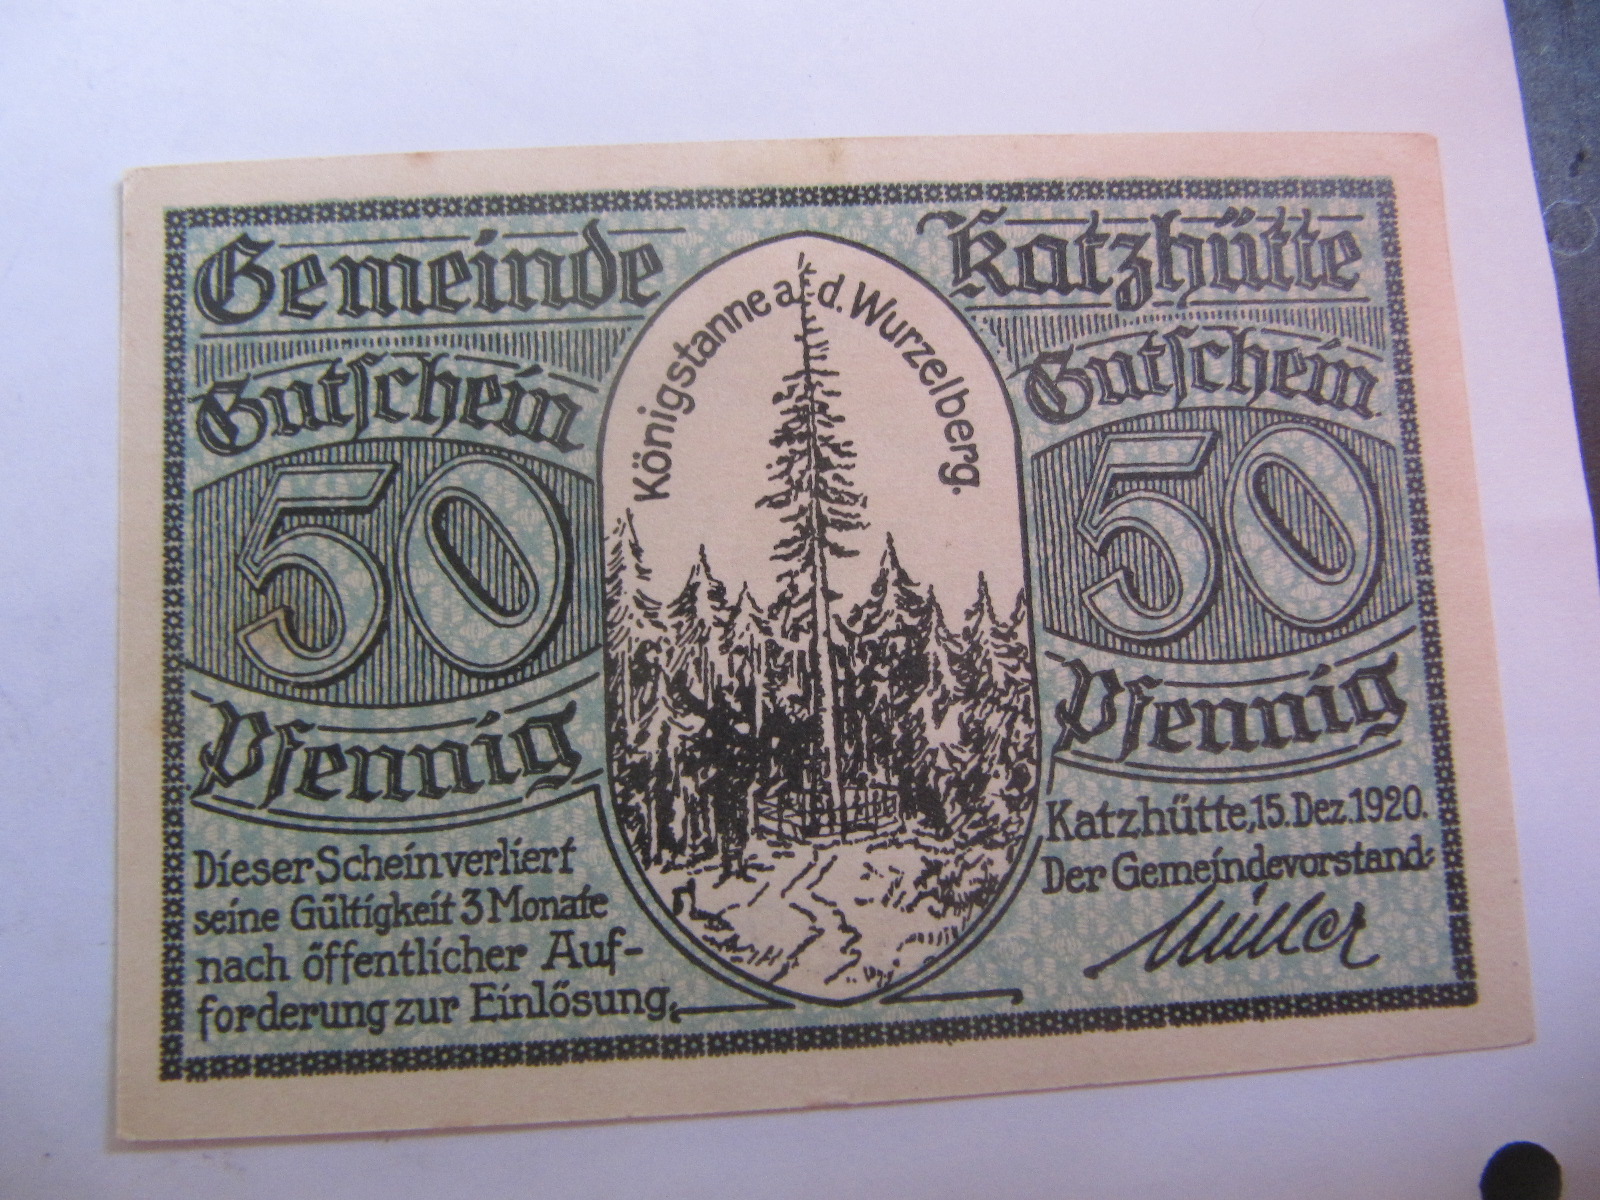 Gemeinde Katzhütte
Gutschein
50
Pfennig
Dieser Schein verliert
seine Gültigkeit 3 Monate
nach öffentlicher Auf-
forderung zur Einlösung.
Königstanne a. d. Wurzelberg.
Gutschein
50
Pfennig
Katzhütte, 15. Dez. 1920.
Der Gemeindevorstand:
Müller